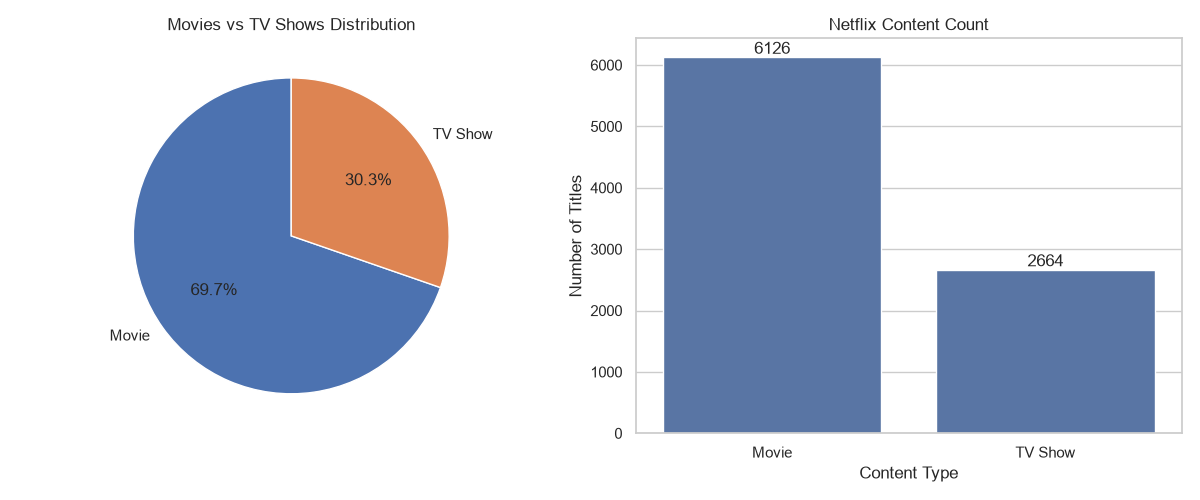 Movies vs TV Shows Distribution
TV Show
30.3%
69.7%
Movie
Netflix Content Count
6126
2664
6000
5000
4000
3000
2000
1000
0
Number of Titles
Movie
TV Show
Content Type